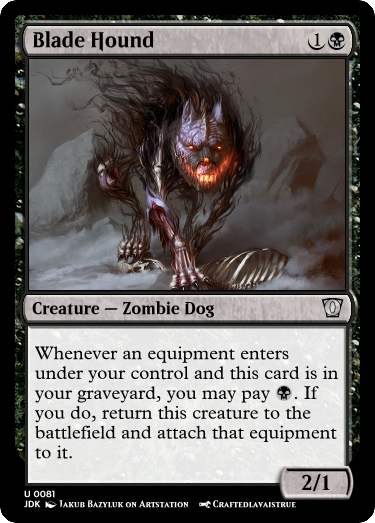 Blade Hound 1
Creature — Zombie Dog
Whenever an equipment enters
under your control and this card is in
your graveyard, you may pay . If
you do, return this creature to the
battlefield and attach that equipment
to it.
2/1
U 0081
JDK Jakub Bazyluk on Artstation Craftedlavaistrue